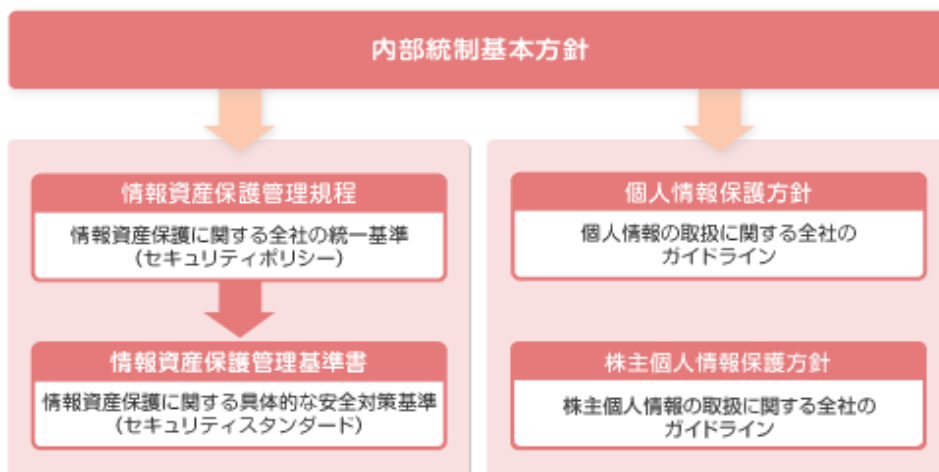 内部統制基本方針
情報資産保護管理規程
情報資産保護に関する全社の統一基準
(セキュリティポリシー)
情報資産保護管理基準書
情報資産保護に関する具体的な安全対策基準
(セキュリティスタンダード)
個人情報保護方針
個人情報の取扱に関する全社の
ガイドライン
株主個人情報保護方針
株主個人情報の取扱に関する全社の
ガイドライン